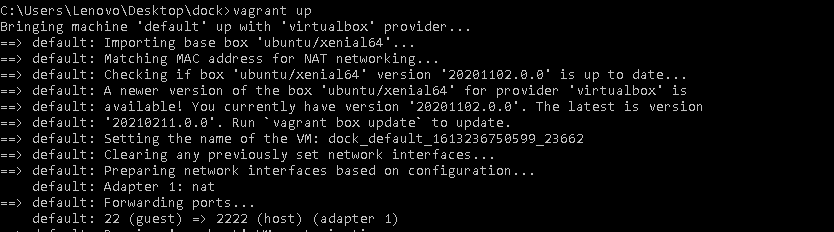 C:\Users\Lenovo\Desktop\dock>vagrant up
Bringing machine 'default' up with 'virtualbox' provider...
==> default: Importing base box 'ubuntu/xenial64'...
==> default: Matching MAC address for NAT networking...
==> default: Checking if box 'ubuntu/xenial64' version '20201102.0.0' is up to date...
==> default: A newer version of the box 'ubuntu/xenial64' for provider 'virtualbox' is
==> default: available! You currently have version '20201102.0.0'. The latest is version
==> default: '20210211.0.0'. Run `vagrant box update` to update.
==> default: Setting the name of the VM: dock_default_1613236750599_23662
==> default: Clearing any previously set network interfaces...
==> default: Preparing network interfaces based on configuration...
    default: Adapter 1: nat
==> default: Forwarding ports...
    default: 22 (guest) => 2222 (host) (adapter 1)